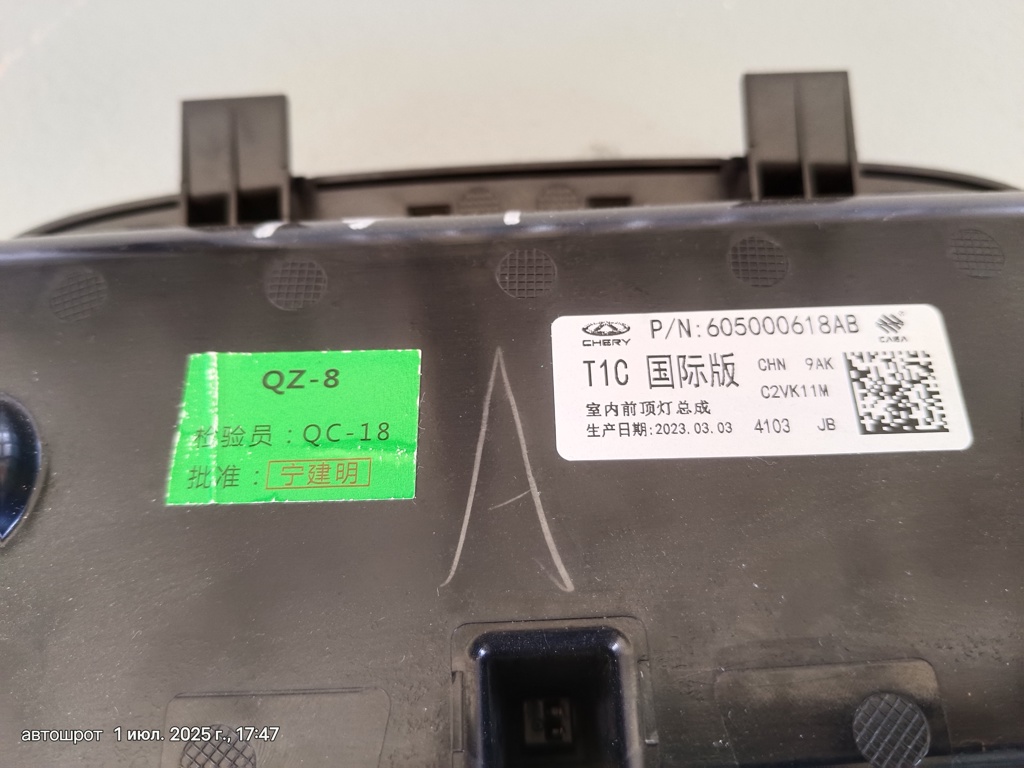 QZ-8
检验员：QC-18
批准：宁建明
A
CHERY P/N:605000618AB CABA
T1C 国际版 CHN 9AK
C2VK11M
室内前顶灯总成
生产日期:2023.03.03 4103 JB
автошрот 1 июл. 2025 г., 17:47